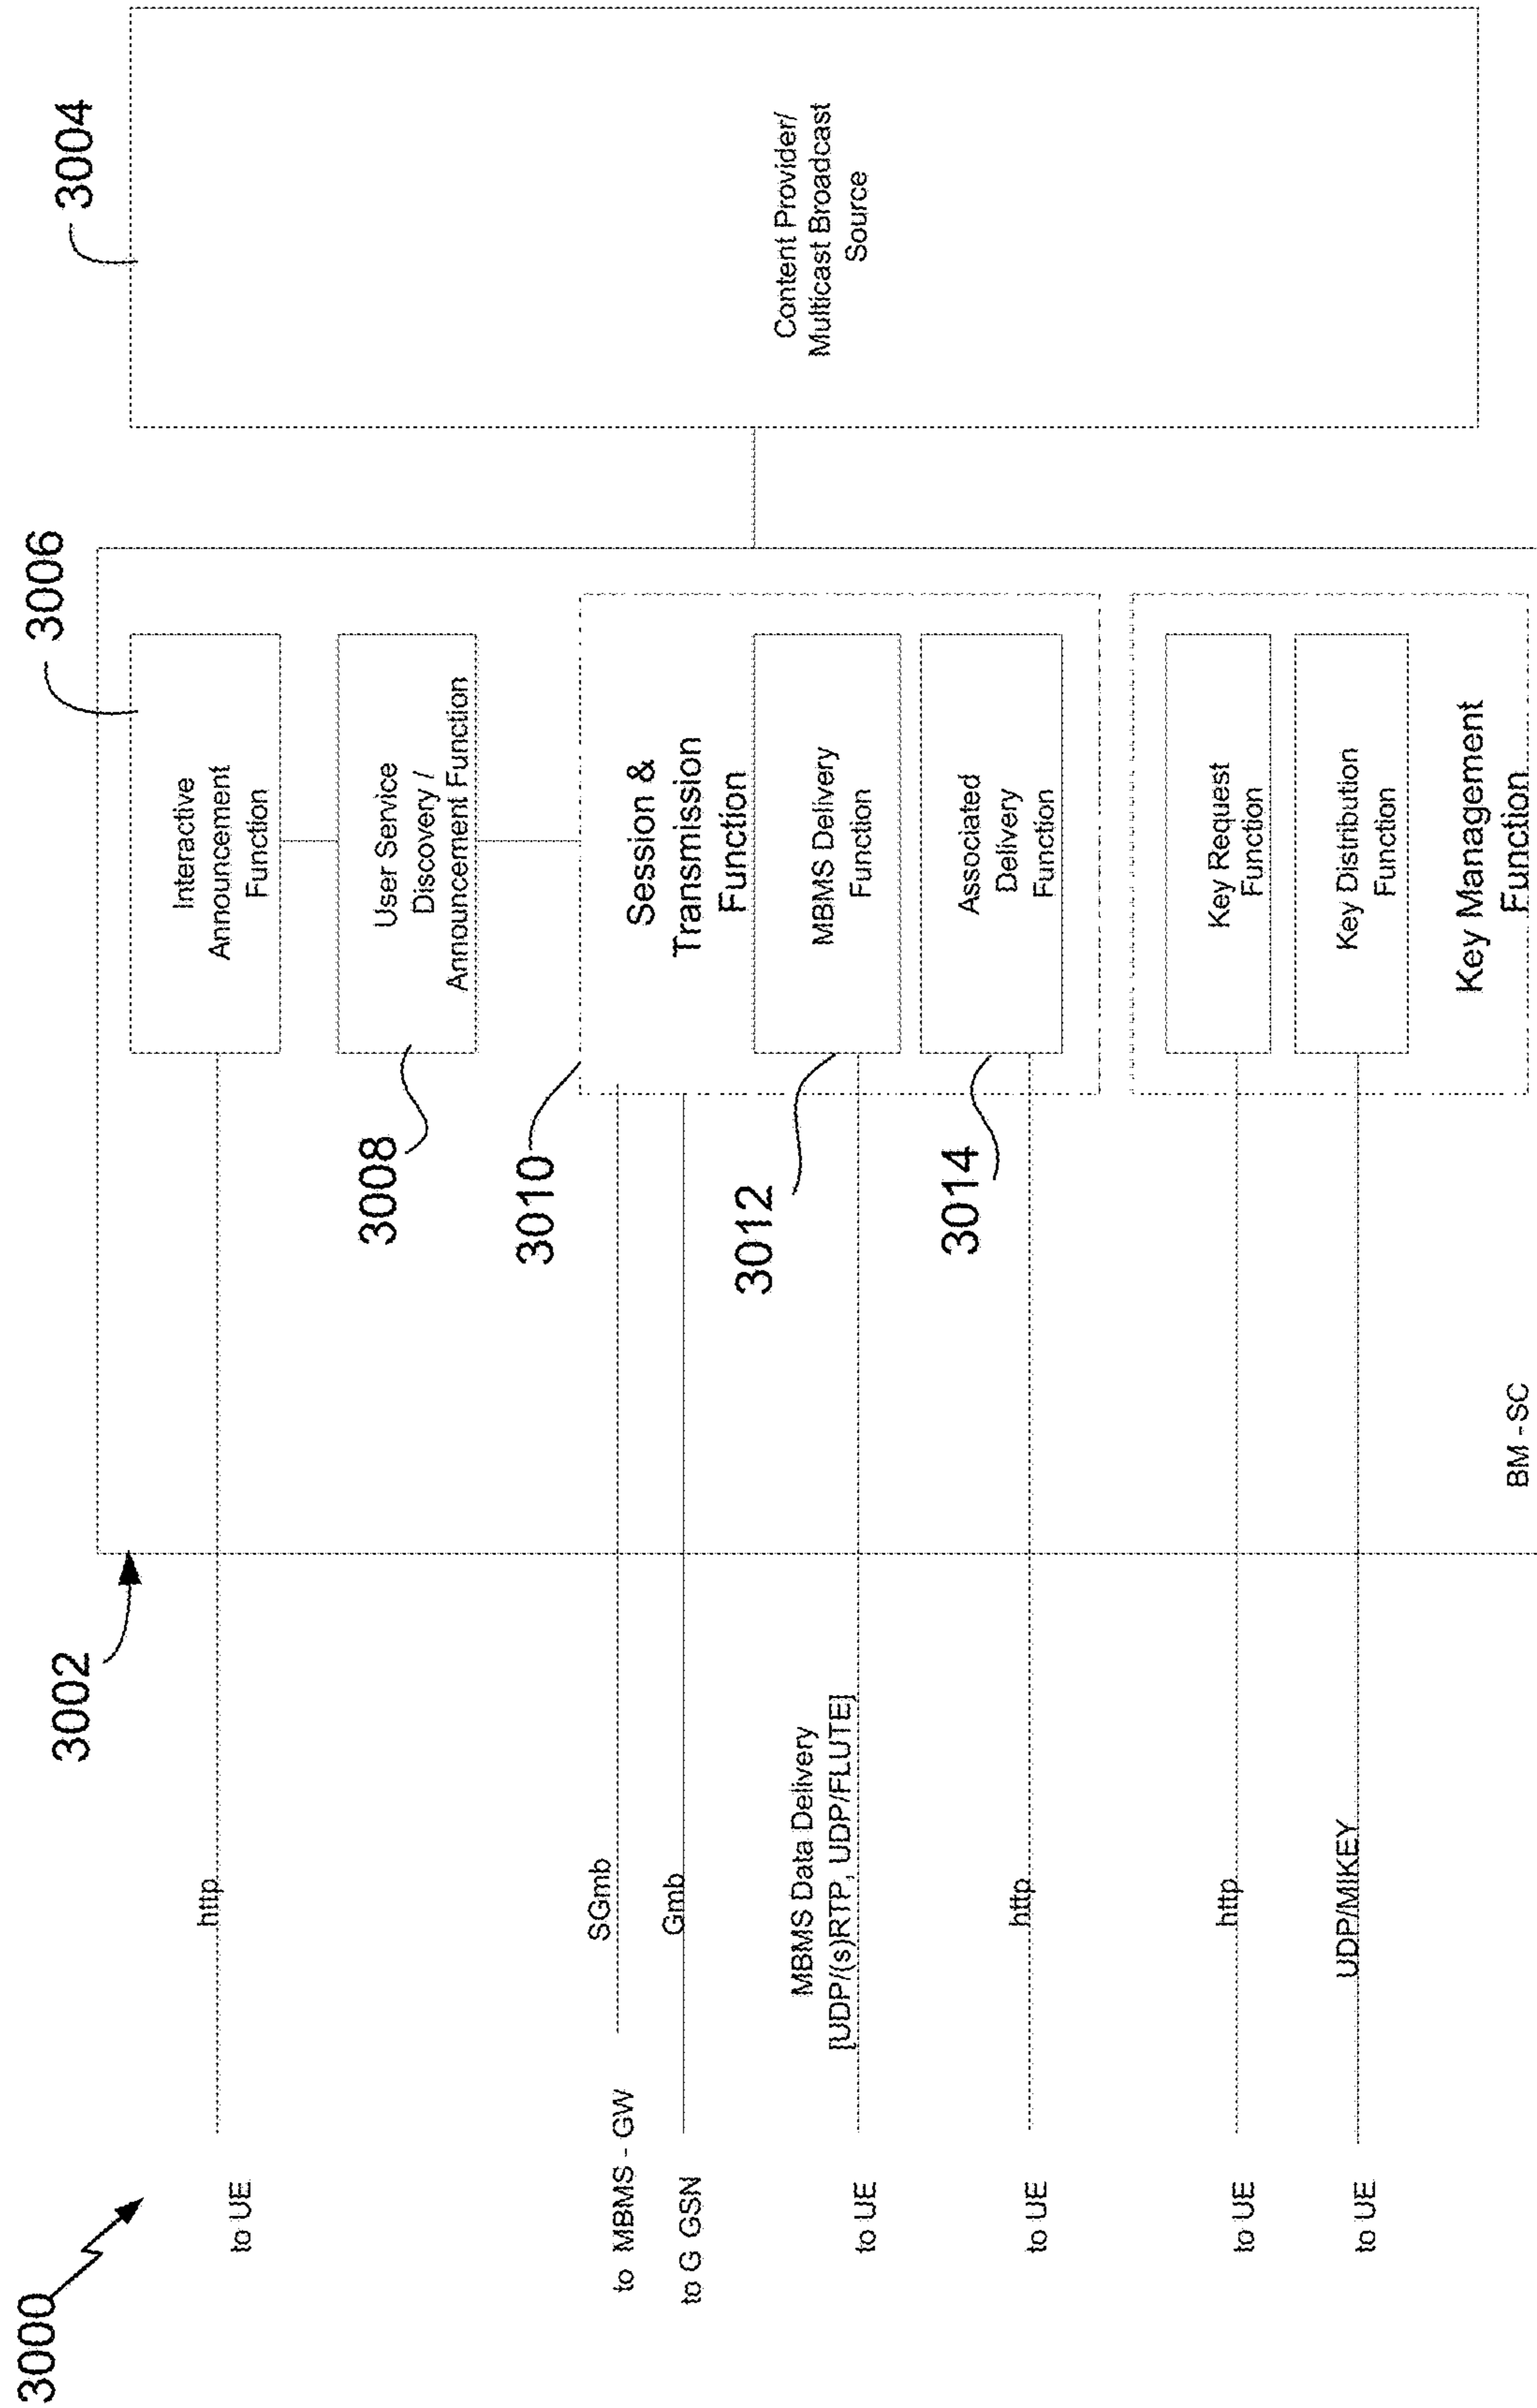 3000
3002
3004
3006
Interactive
Announcement
Function
http
to UE
User Service
Discovery /
Announcement Function
3008
3010
Session &
Transmission
Function
SGmb
to MBMS - GW
Gmb
to G GSN
MBMS Delivery
Function
3012
MBMS Data Delivery
[UDP/(s)RTP, UDP/FLUTE]
to UE
Associated
Delivery
Function
3014
http
to UE
Key Request
Function
http
to UE
Key Distribution
Function
UDP/MIKEY
to UE
Key Management
Function
BM -SC
Content Provider/
Multicast Broadcast
Source